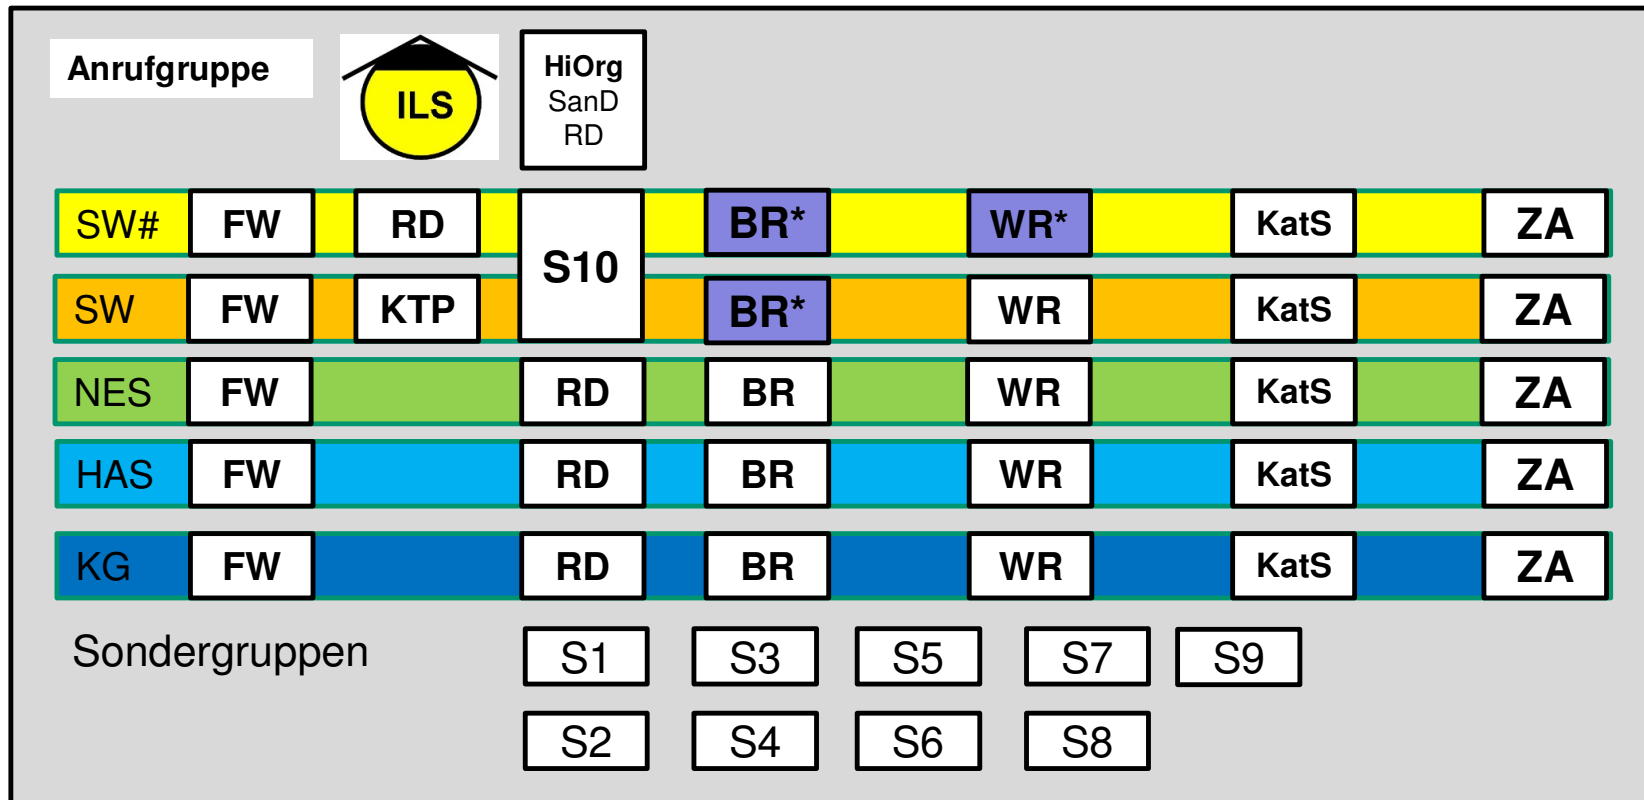 Anrufgruppe
ILS
HiOrg
SanD
RD
SW# FW RD S10 BR* WR* KatS ZA
SW FW KTP BR* WR KatS ZA
NES FW RD BR WR KatS ZA
HAS FW RD BR WR KatS ZA
KG FW RD BR WR KatS ZA
Sondergruppen S1 S3 S5 S7 S9
S2 S4 S6 S8